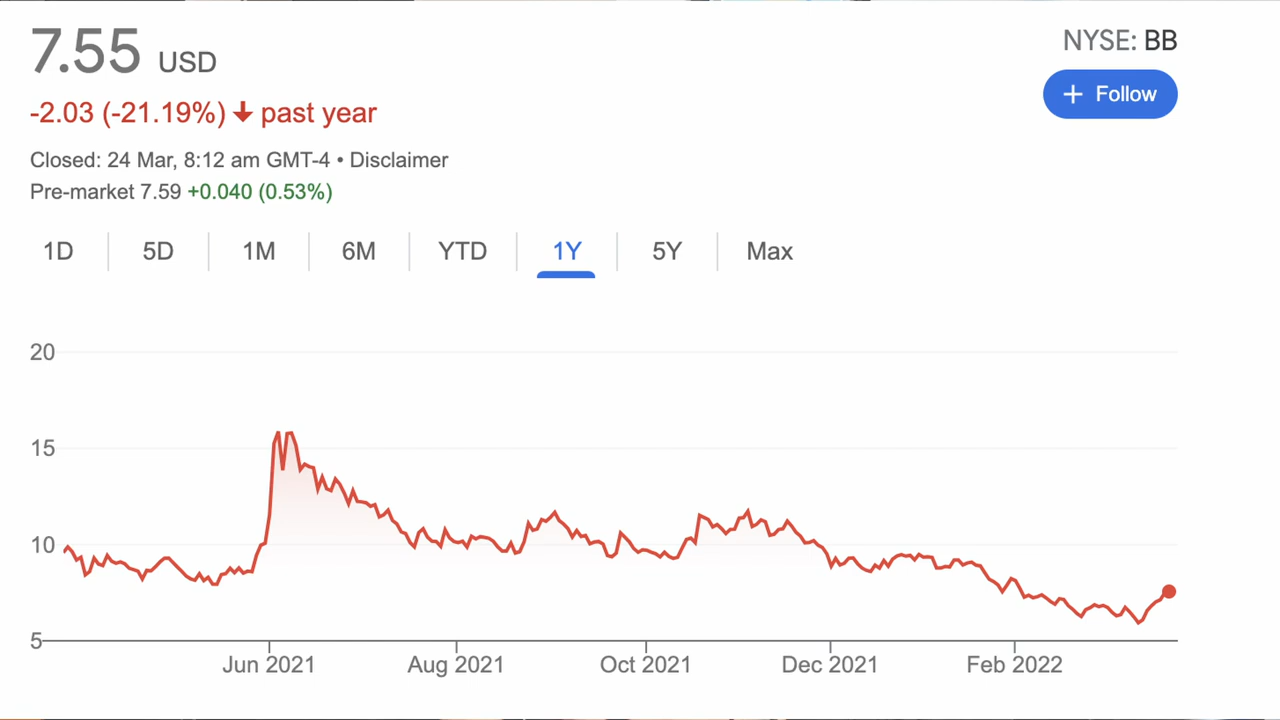 7.55 USD
NYSE: BB
-2.03 (-21.19%) ↓ past year
+ Follow
Closed: 24 Mar, 8:12 am GMT-4 • Disclaimer
Pre-market 7.59 +0.040 (0.53%)
1D 5D 1M 6M YTD 1Y 5Y Max
20
15
10
5
Jun 2021 Aug 2021 Oct 2021 Dec 2021 Feb 2022